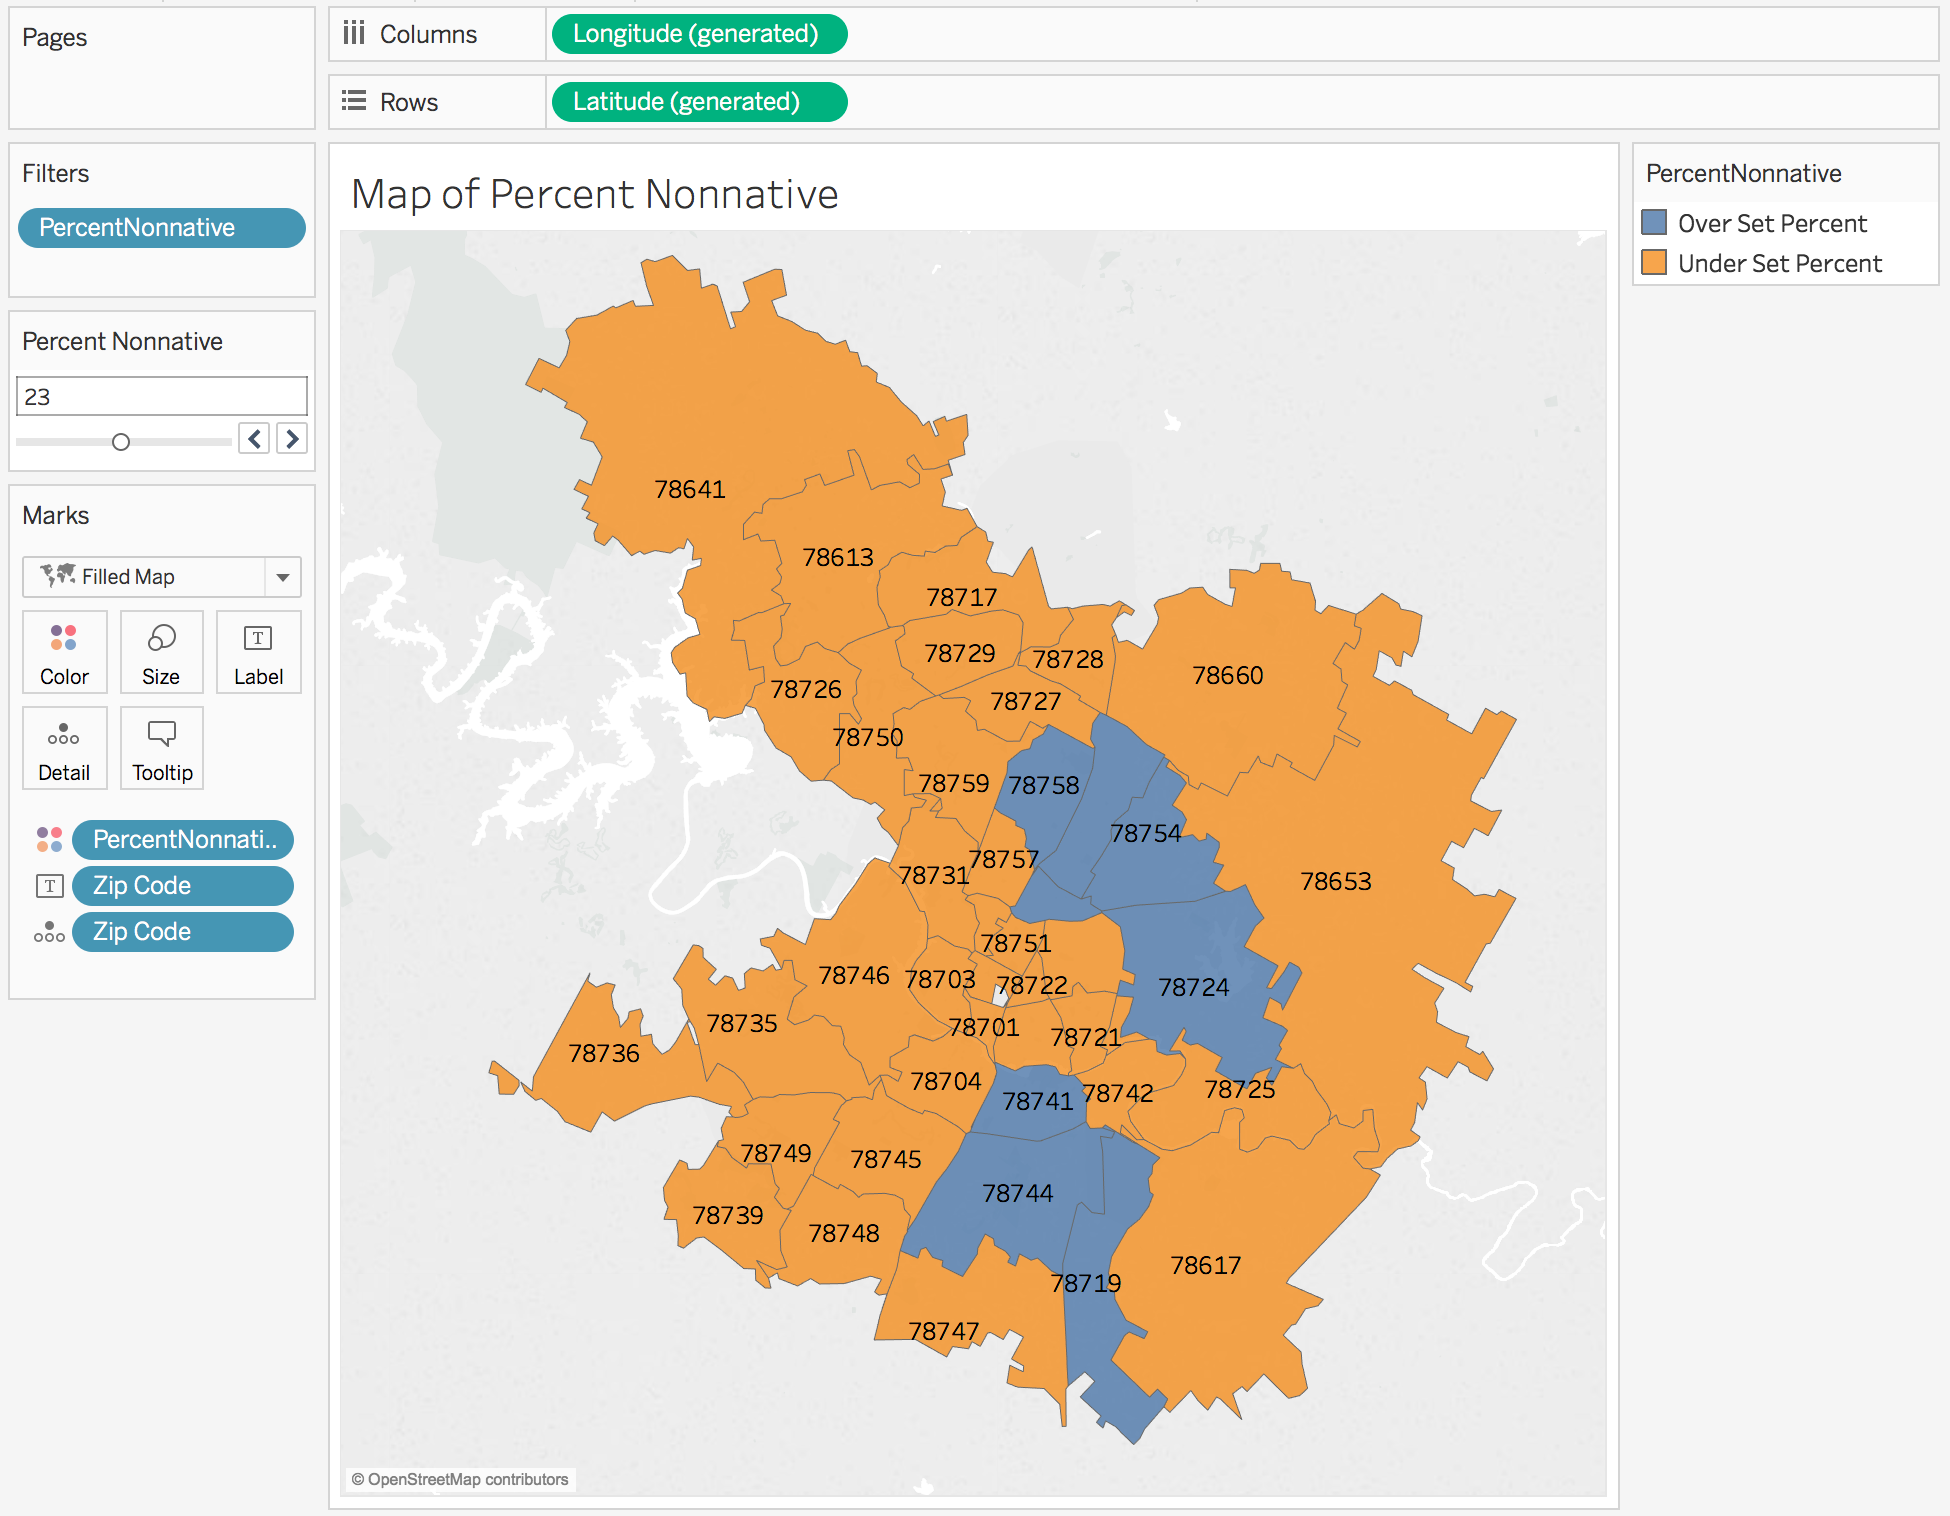 Pages
Columns
Longitude (generated)
Rows
Latitude (generated)
Filters
PercentNonnative
Percent Nonnative
23
Marks
Filled Map
Color
Size
Label
T
Detail
Tooltip
PercentNonnati..
T
Zip Code
Zip Code
Map of Percent Nonnative
78641
78613
78717
78729
78728
78660
78726
78727
78750
78759
78758
78754
78757
78731
78653
78751
78746
78703
78722
78724
78735
78701
78721
78736
78704
78741
78742
78725
78749
78745
78744
78739
78748
78617
78719
78747
© OpenStreetMap contributors
PercentNonnative
Over Set Percent
Under Set Percent